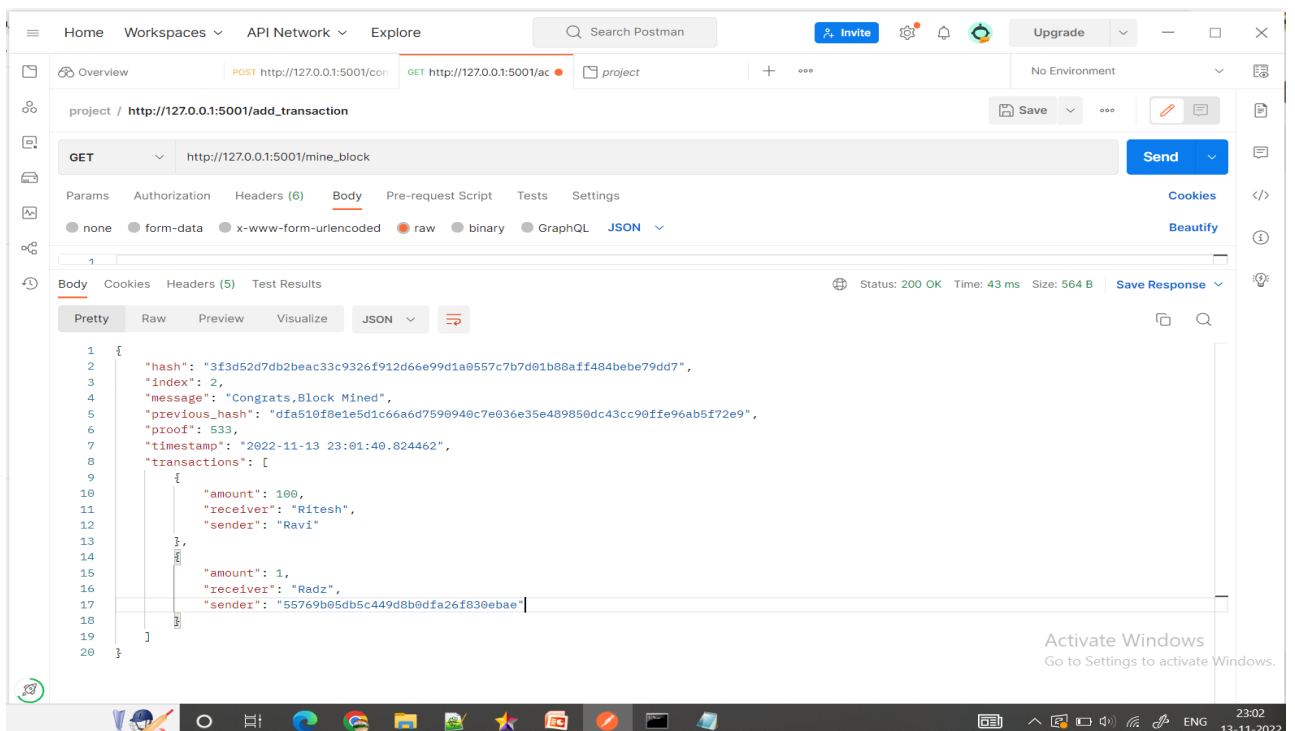 Home Workspaces API Network Explore Search Postman Invite Upgrade
Overview POST http://127.0.0.1:5001/con GET http://127.0.0.1:5001/ac project No Environment
project / http://127.0.0.1:5001/add_transaction Save
GET http://127.0.0.1:5001/mine_block Send
Params Authorization Headers (6) Body Pre-request Script Tests Settings Cookies
none form-data x-www-form-urlencoded raw binary GraphQL JSON Beautify
1
Body Cookies Headers (5) Test Results Status: 200 OK Time: 43 ms Size: 564 B Save Response
Pretty Raw Preview Visualize JSON
1 {
2 "hash": "3f3d52d7db2beac33c9326f912d66e99d1a0557c7b7d01b88aff484bebe79dd7",
3 "index": 2,
4 "message": "Congrats,Block Mined",
5 "previous_hash": "dfa510f8e1e5d1c66a6d7590940c7e036e35e489850dc43cc90ffe96ab5f72e9",
6 "proof": 533,
7 "timestamp": "2022-11-13 23:01:40.824462",
8 "transactions": [
9 {
10 "amount": 100,
11 "receiver": "Ritesh",
12 "sender": "Ravi"
13 },
14 {
15 "amount": 1,
16 "receiver": "Radz",
17 "sender": "55769b05db5c449d8b0dfa26f830ebae"
18 }
19 ]
20 }
Activate Windows
Go to Settings to activate Windows.
ENG 23:02
13-11-2022